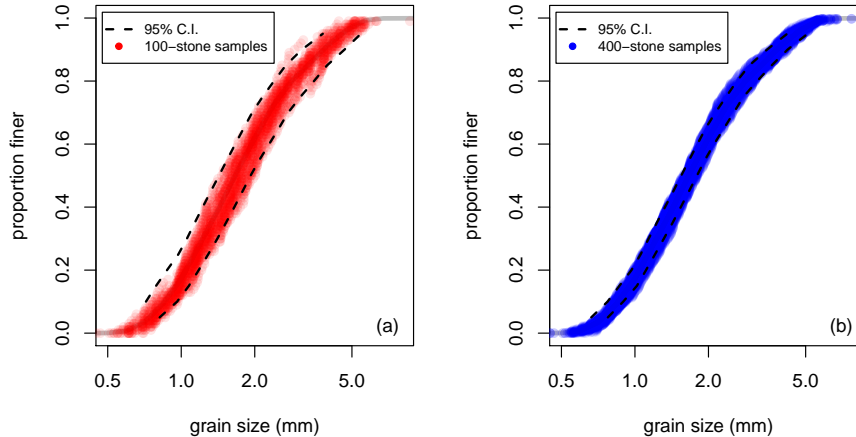 95% C.I.
100−stone samples
proportion finer
1.0
0.8
0.6
0.4
0.2
0.0
(a)
0.5 1.0 2.0 5.0
grain size (mm)
95% C.I.
400−stone samples
proportion finer
1.0
0.8
0.6
0.4
0.2
0.0
(b)
0.5 1.0 2.0 5.0
grain size (mm)